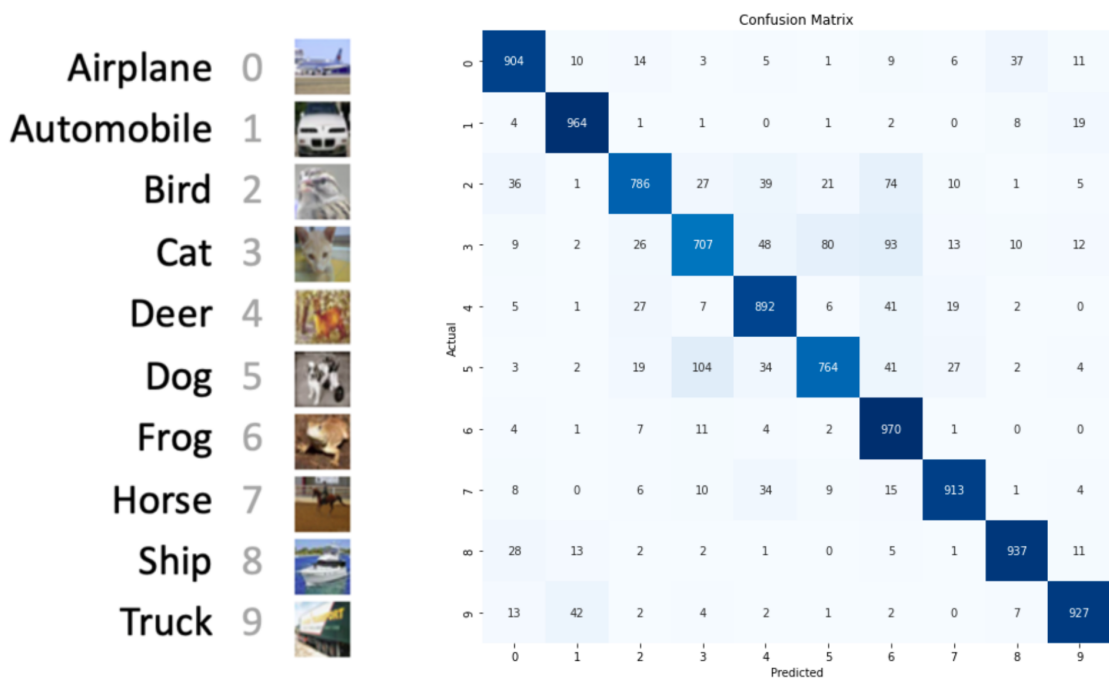 Airplane 0
Automobile 1
Bird 2
Cat 3
Deer 4
Dog 5
Frog 6
Horse 7
Ship 8
Truck 9
Confusion Matrix
Actual
0 904 10 14 3 5 1 9 6 37 11
1 4 964 1 1 0 1 2 0 8 19
2 36 1 786 27 39 21 74 10 1 5
3 9 2 26 707 48 80 93 13 10 12
4 5 1 27 7 892 6 41 19 2 0
5 3 2 19 104 34 764 41 27 2 4
6 4 1 7 11 4 2 970 1 0 0
7 8 0 6 10 34 9 15 913 1 4
8 28 13 2 2 1 0 5 1 937 11
9 13 42 2 4 2 1 2 0 7 927
0 1 2 3 4 5 6 7 8 9
Predicted